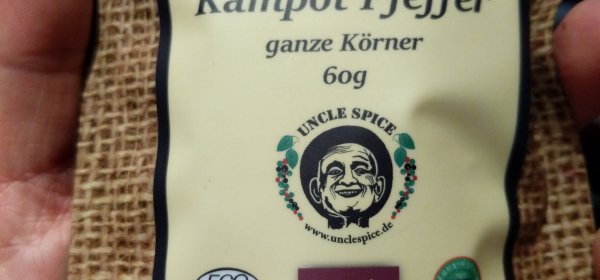 Kampot Pfeffer
ganze Körner
60g
UNCLE SPICE
www.unclespice.de